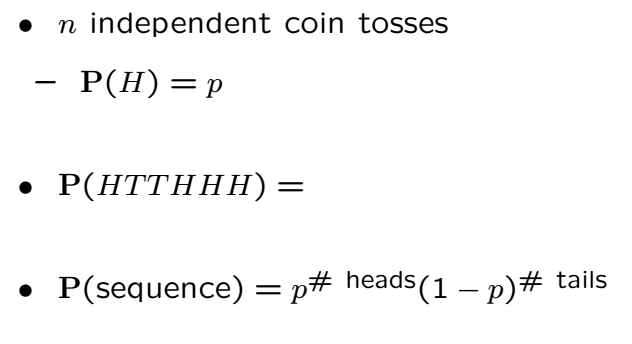 • n independent coin tosses
– P(H) = p
• P(HTTHHH) =
• P(sequence) = p^{# heads}(1 − p)^{# tails}